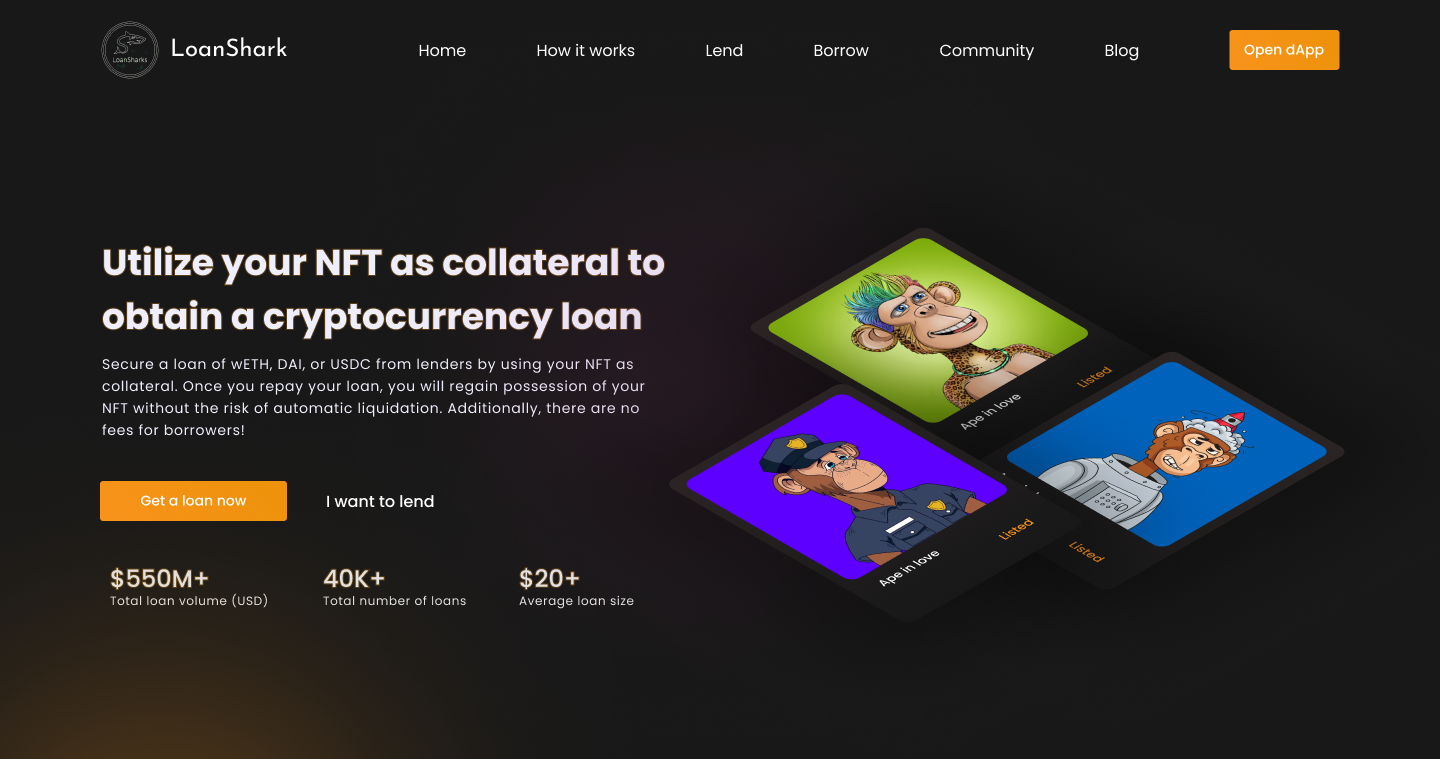 LoanSharks
LoanShark
Home
How it works
Lend
Borrow
Community
Blog
Open dApp
Utilize your NFT as collateral to
obtain a cryptocurrency loan
Secure a loan of wETH, DAI, or USDC from lenders by using your NFT as
collateral. Once you repay your loan, you will regain possession of your
NFT without the risk of automatic liquidation. Additionally, there are no
fees for borrowers!
Get a loan now
I want to lend
$550M+
Total loan volume (USD)
40K+
Total number of loans
$20+
Average loan size
Ape in love
Listed
Ape in love
Listed
Listed